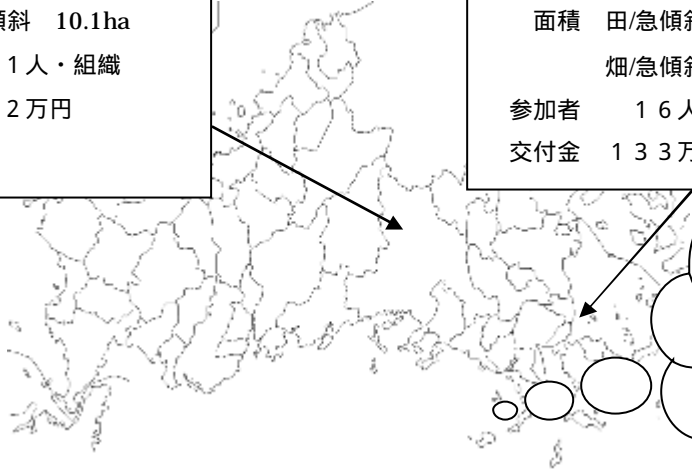 斜 10.1ha
1人・組織
2万円
面積 田/急傾斜
畑/急傾斜
参加者 16人
交付金 133万